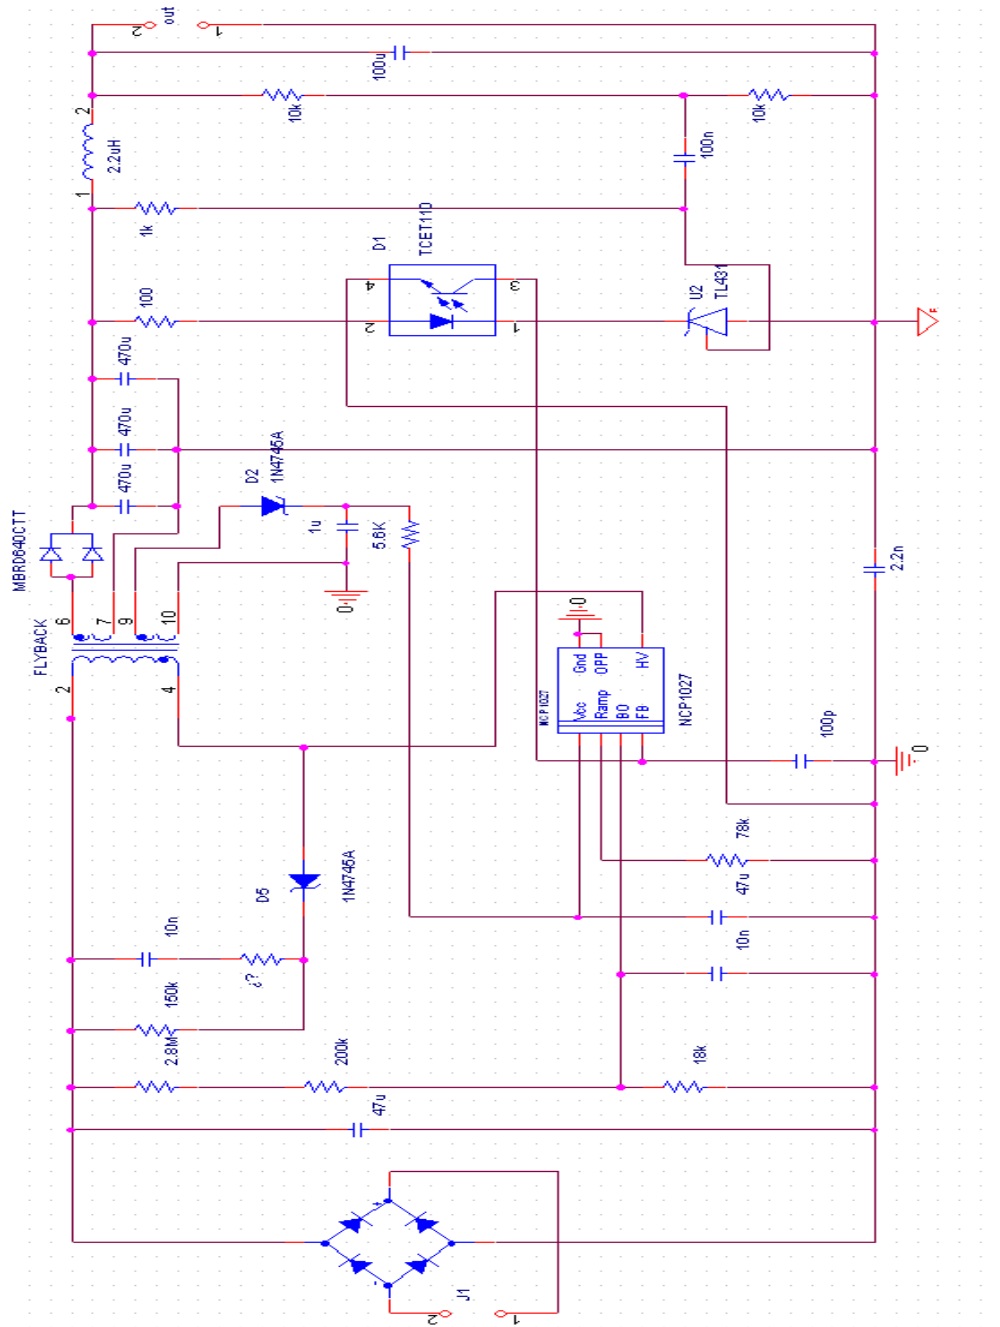 out
2
1
100u
10k
10k
2
2.2uH
1
100n
1k
D1
TCET110
4
3
100
2
1
U2
TL431
470u
470u
470u
D2
1N4745A
MBRD640CTT
1u
5.6K
0
6
7
9
10
FLYBACK
2
4
2.2n
0
NCP1027
Vcc
Gnd
Ramp
OPP
BO
FB
HV
NCP1027
100p
0
78k
47u
D5
1N4745A
10n
10n
¿?
150k
2.8M
200k
18k
47u
+
-
J1
2
1